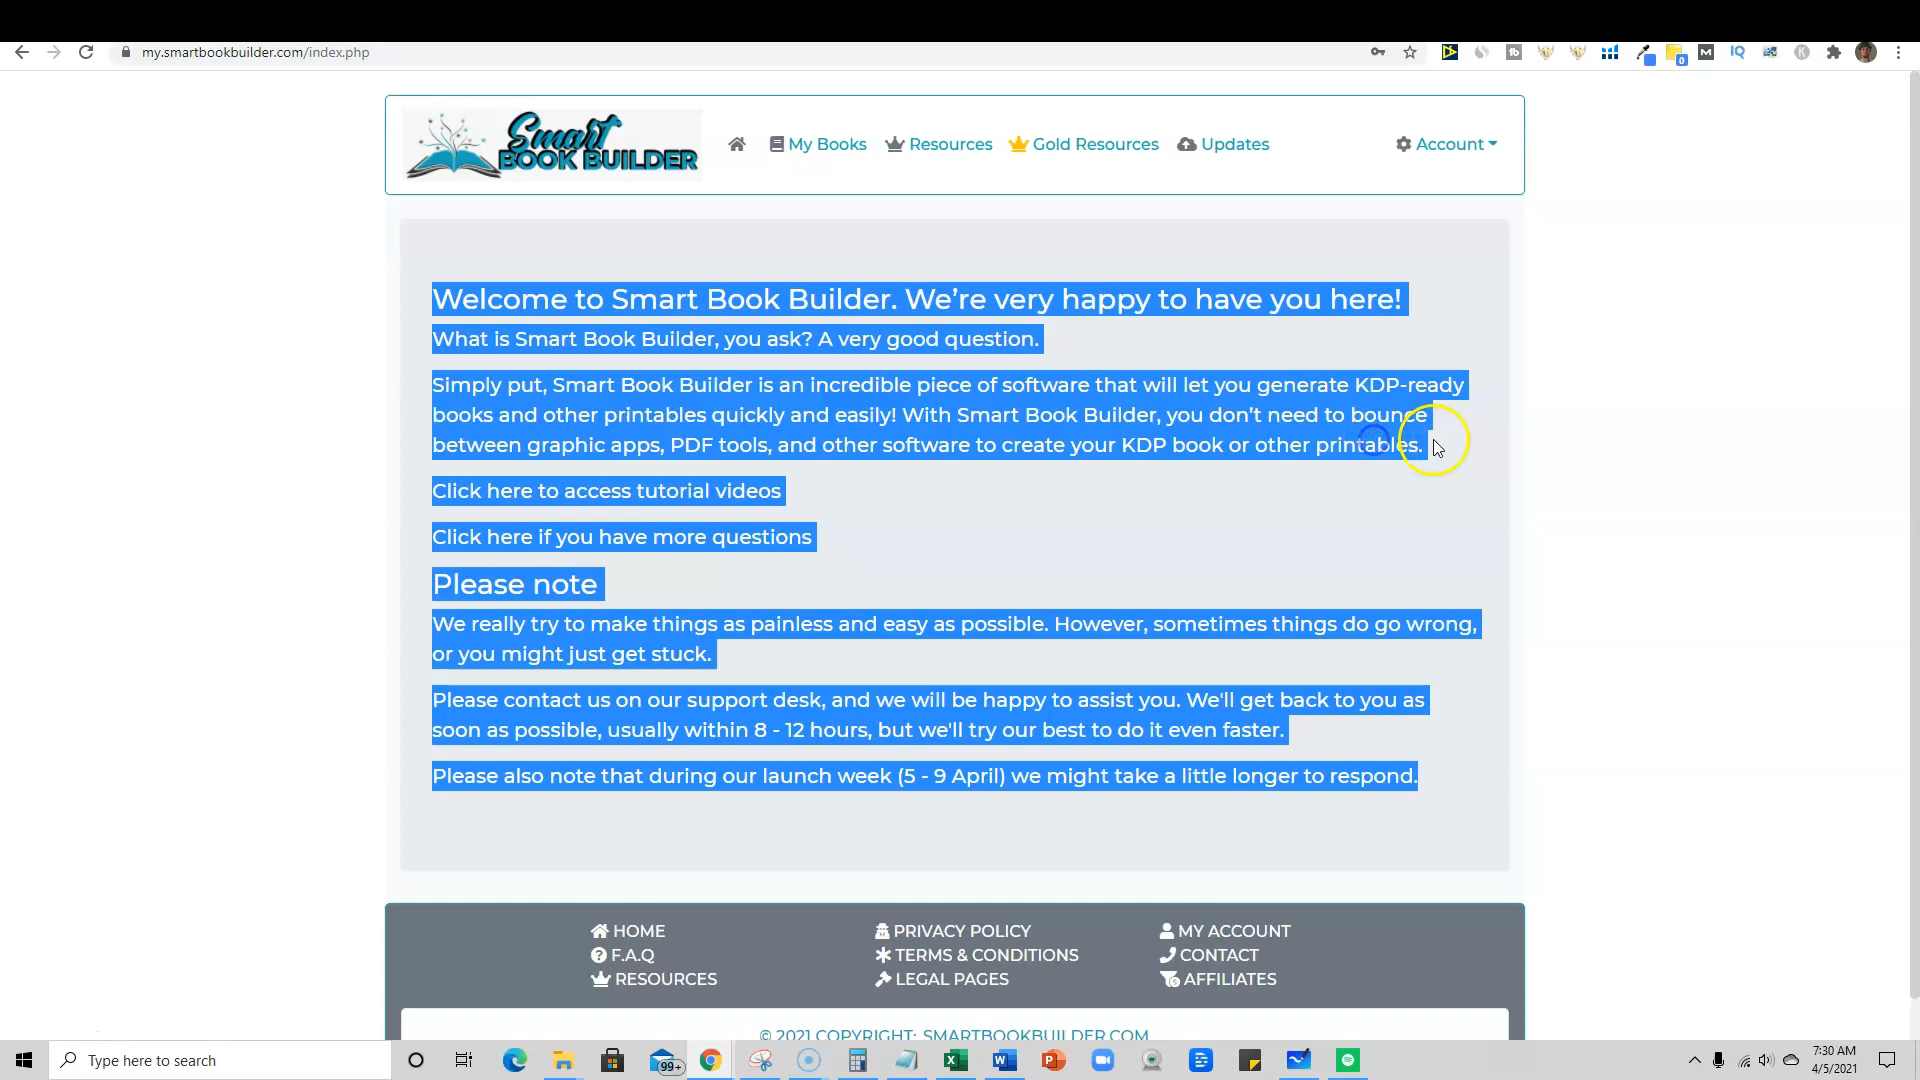 my.smartbookbuilder.com/index.php
Smart
BOOK BUILDER
My Books
Resources
Gold Resources
Updates
Account
Welcome to Smart Book Builder. We’re very happy to have you here!
What is Smart Book Builder, you ask? A very good question.
Simply put, Smart Book Builder is an incredible piece of software that will let you generate KDP-ready
books and other printables quickly and easily! With Smart Book Builder, you don’t need to bounce
between graphic apps, PDF tools, and other software to create your KDP book or other printables.
Click here to access tutorial videos
Click here if you have more questions
Please note
We really try to make things as painless and easy as possible. However, sometimes things do go wrong,
or you might just get stuck.
Please contact us on our support desk, and we will be happy to assist you. We'll get back to you as
soon as possible, usually within 8 - 12 hours, but we'll try our best to do it even faster.
Please also note that during our launch week (5 - 9 April) we might take a little longer to respond.
HOME
F.A.Q
RESOURCES
PRIVACY POLICY
TERMS & CONDITIONS
LEGAL PAGES
MY ACCOUNT
CONTACT
AFFILIATES
© 2021 COPYRIGHT: SMARTBOOKBUILDER.COM
Type here to search
99+
7:30 AM
4/5/2021